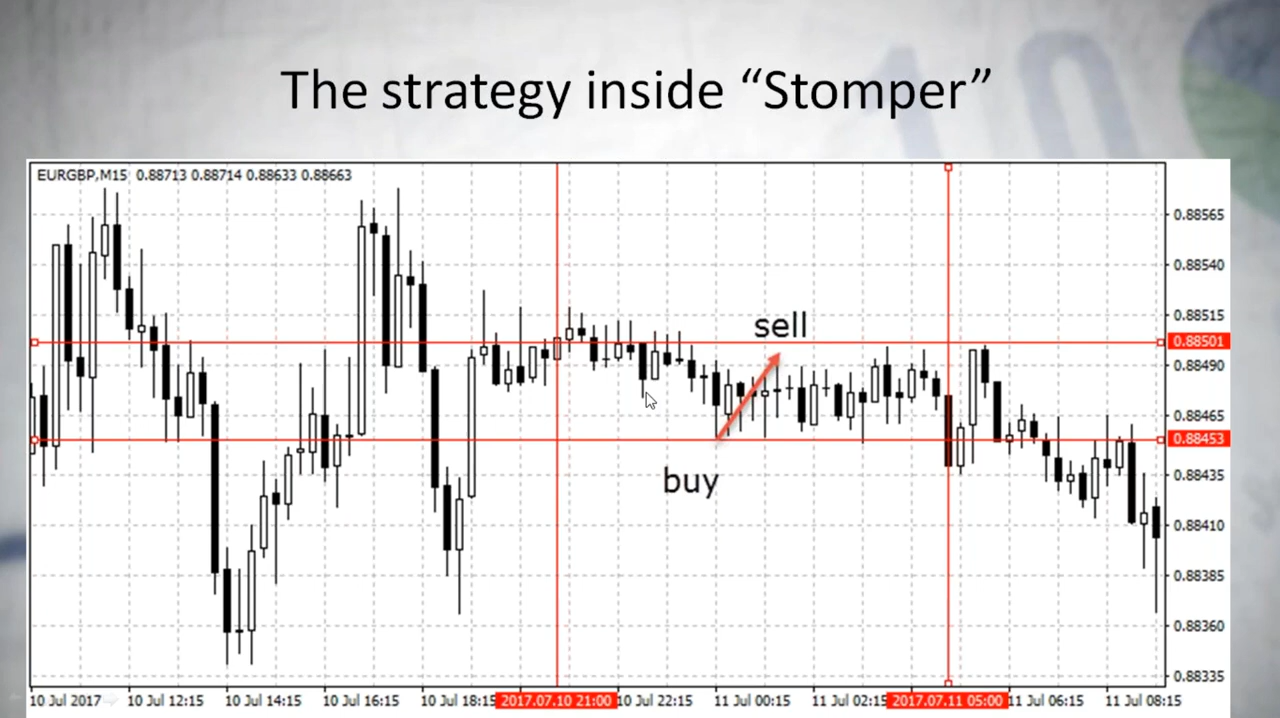 The strategy inside “Stomper”
EURGBP,M15 0.88713 0.88714 0.88633 0.88663
0.88565
0.88540
0.88515
sell
0.88501
0.88490
0.88465
0.88453
buy
0.88435
0.88410
0.88385
0.88360
0.88335
10 Jul 2017 10 Jul 12:15 10 Jul 14:15 10 Jul 16:15 10 Jul 18:15 2017.07.10 21:00 10 Jul 22:15 11 Jul 00:15 11 Jul 02:15 2017.07.11 05:00 11 Jul 06:15 11 Jul 08:15